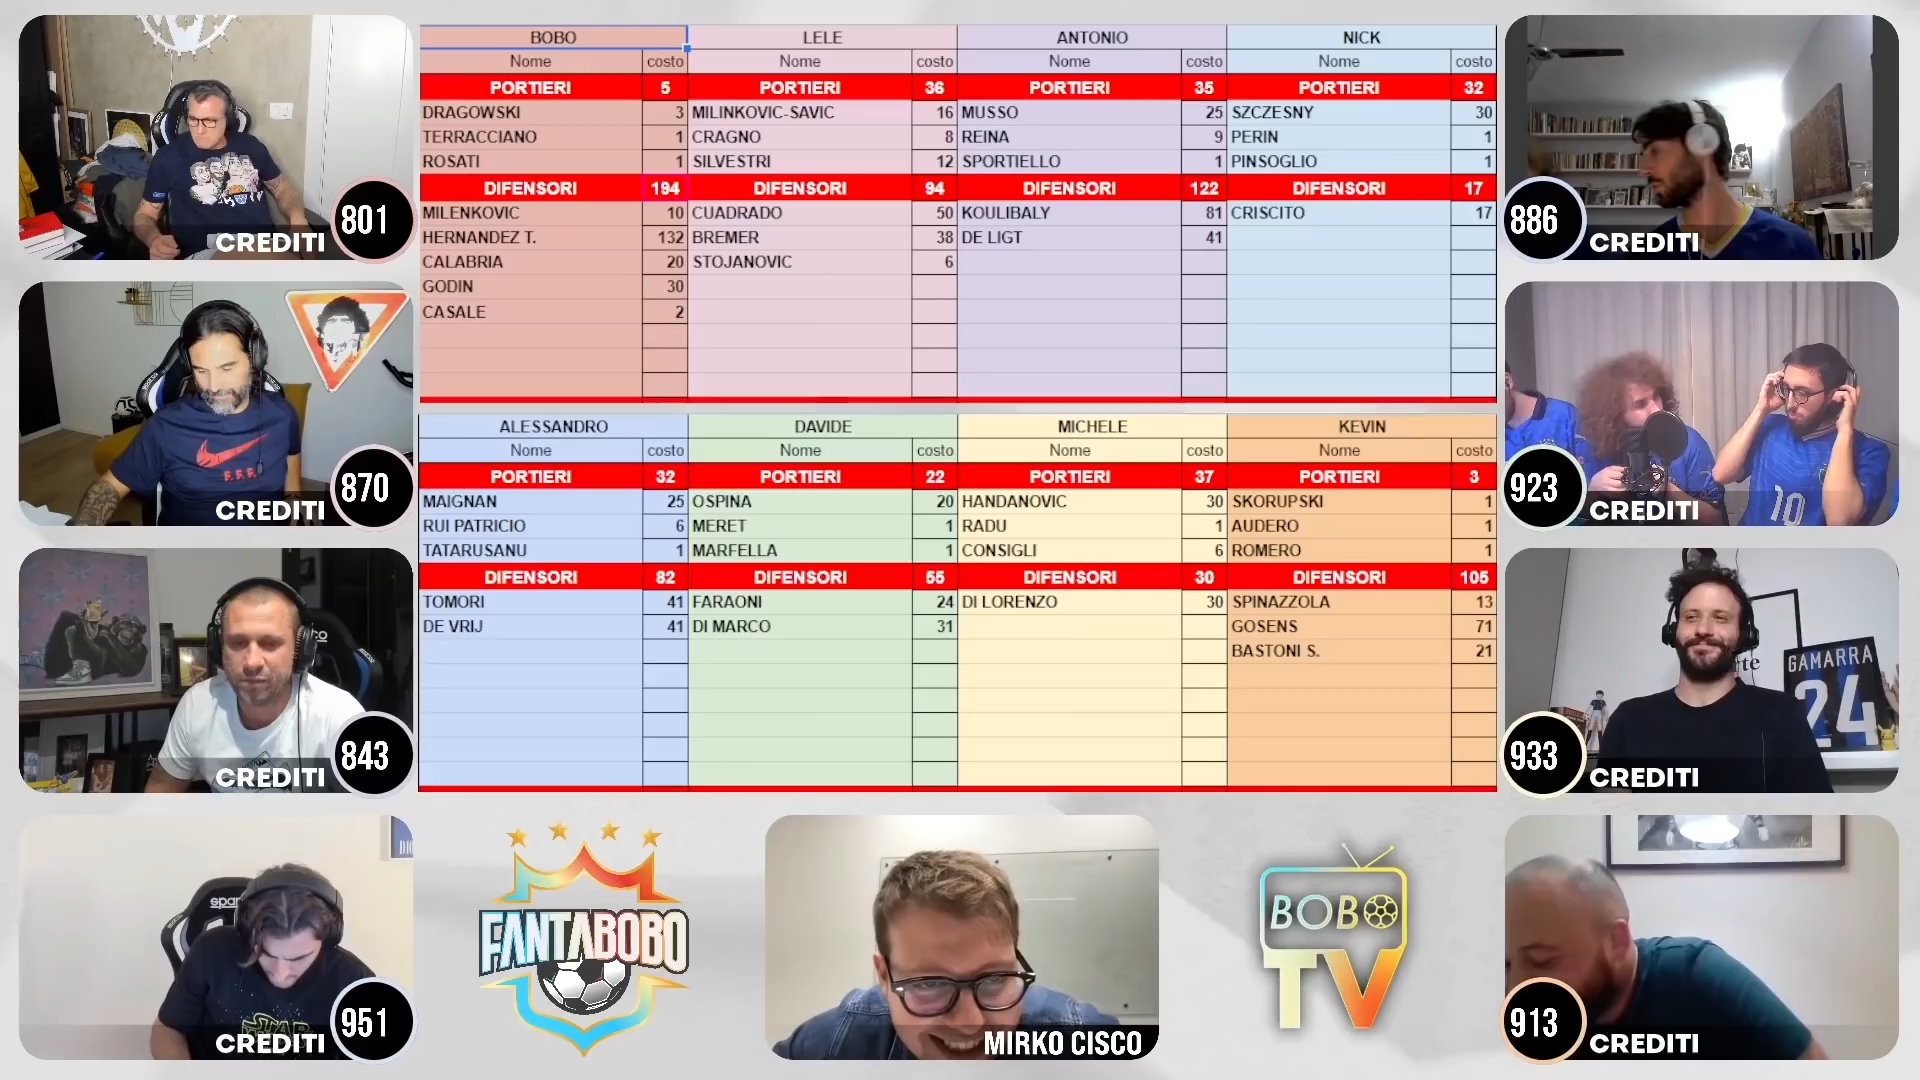 BOBO LELE ANTONIO NICK
Nome costo Nome costo Nome costo Nome costo
PORTIERI 5 PORTIERI 36 PORTIERI 35 PORTIERI 32
DRAGOWSKI 3 MILINKOVIC-SAVIC 16 MUSSO 25 SZCZESNY 30
TERRACCIANO 1 CRAGNO 8 REINA 9 PERIN 1
ROSATI 1 SILVESTRI 12 SPORTIELLO 1 PINSOGLIO 1
DIFENSORI 194 DIFENSORI 94 DIFENSORI 122 DIFENSORI 17
MILENKOVIC 10 CUADRADO 50 KOULIBALY 81 CRISCITO 17
HERNANDEZ T. 132 BREMER 38 DE LIGT 41
CALABRIA 20 STOJANOVIC 6
GODIN 30
CASALE 2
801
CREDITI
886
CREDITI
F.F.F.
870
CREDITI
10
923
CREDITI
ALESSANDRO DAVIDE MICHELE KEVIN
Nome costo Nome costo Nome costo Nome costo
PORTIERI 32 PORTIERI 22 PORTIERI 37 PORTIERI 3
MAIGNAN 25 OSPINA 20 HANDANOVIC 30 SKORUPSKI 1
RUI PATRICIO 6 MERET 1 RADU 1 AUDERO 1
TATARUSANU 1 MARFELLA 1 CONSIGLI 6 ROMERO 1
DIFENSORI 82 DIFENSORI 55 DIFENSORI 30 DIFENSORI 105
TOMORI 41 FARAONI 24 DI LORENZO 30 SPINAZZOLA 13
DE VRIJ 41 DI MARCO 31 GOSENS 71
BASTONI S. 21
843
CREDITI
GAMARRA
24
933
CREDITI
951
CREDITI
FANTABOBO
MIRKO CISCO
BOBO
TV
913
CREDITI